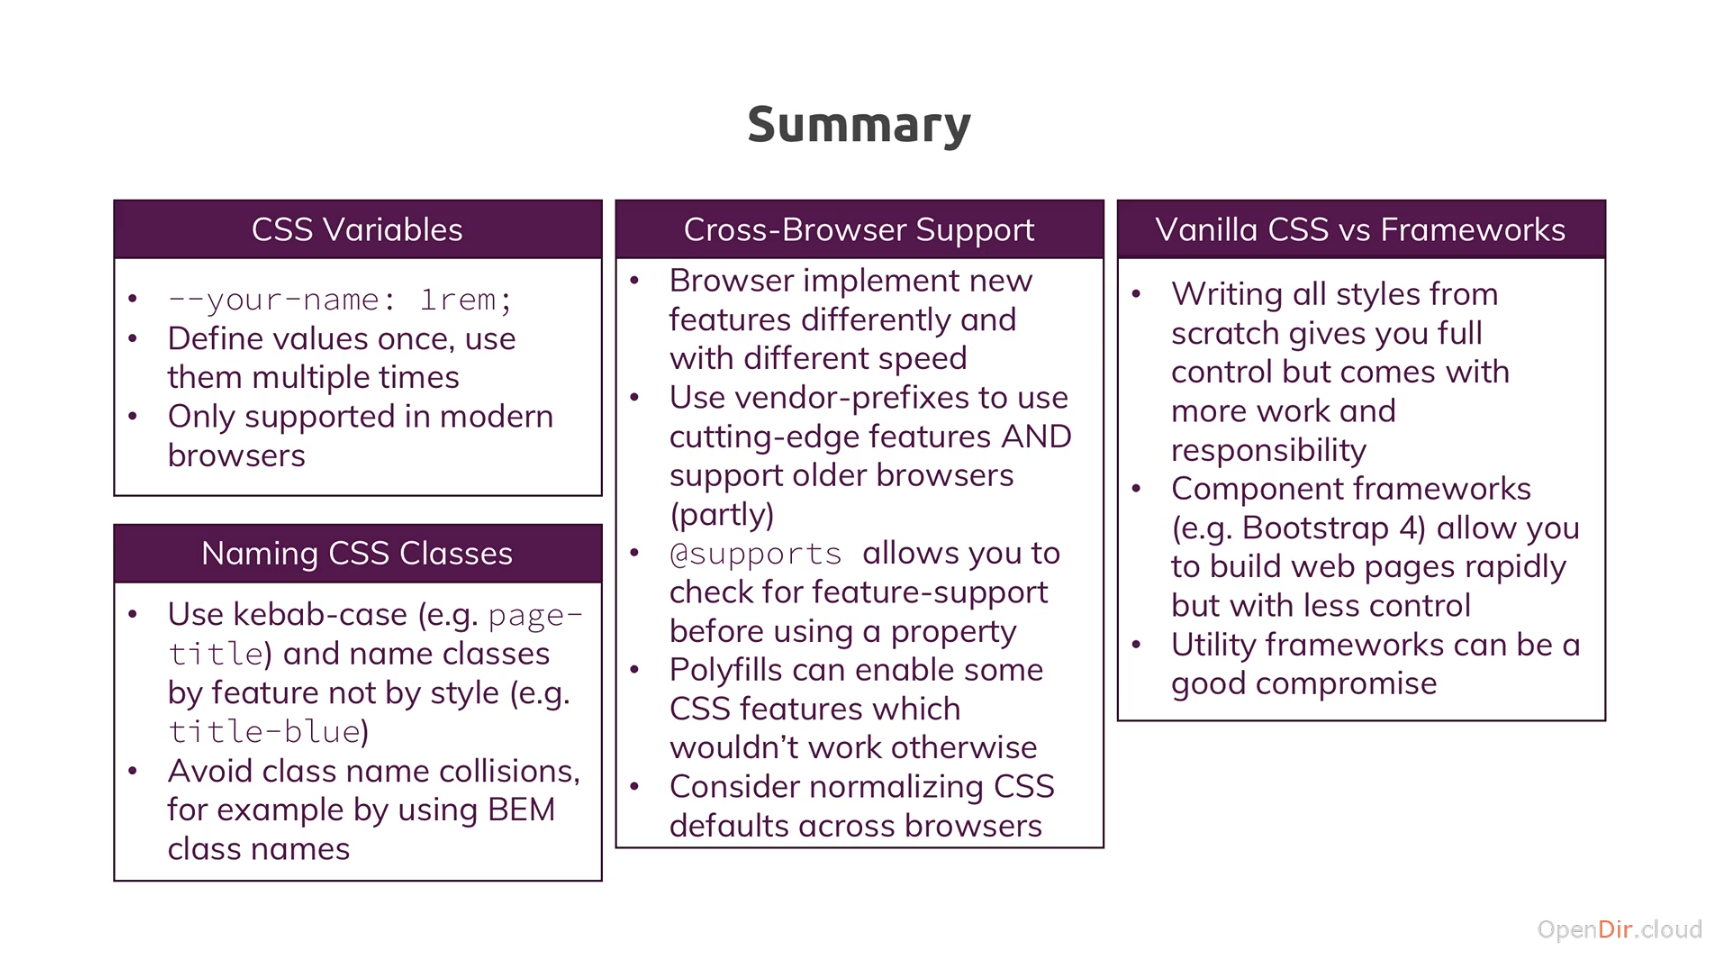 Summary
CSS Variables
• --your-name: 1rem;
• Define values once, use
them multiple times
• Only supported in modern
browsers
Naming CSS Classes
• Use kebab-case (e.g. page-
title) and name classes
by feature not by style (e.g.
title-blue)
• Avoid class name collisions,
for example by using BEM
class names
Cross-Browser Support
• Browser implement new
features differently and
with different speed
• Use vendor-prefixes to use
cutting-edge features AND
support older browsers
(partly)
• @supports allows you to
check for feature-support
before using a property
• Polyfills can enable some
CSS features which
wouldn’t work otherwise
• Consider normalizing CSS
defaults across browsers
Vanilla CSS vs Frameworks
• Writing all styles from
scratch gives you full
control but comes with
more work and
responsibility
• Component frameworks
(e.g. Bootstrap 4) allow you
to build web pages rapidly
but with less control
• Utility frameworks can be a
good compromise
OpenDir.cloud